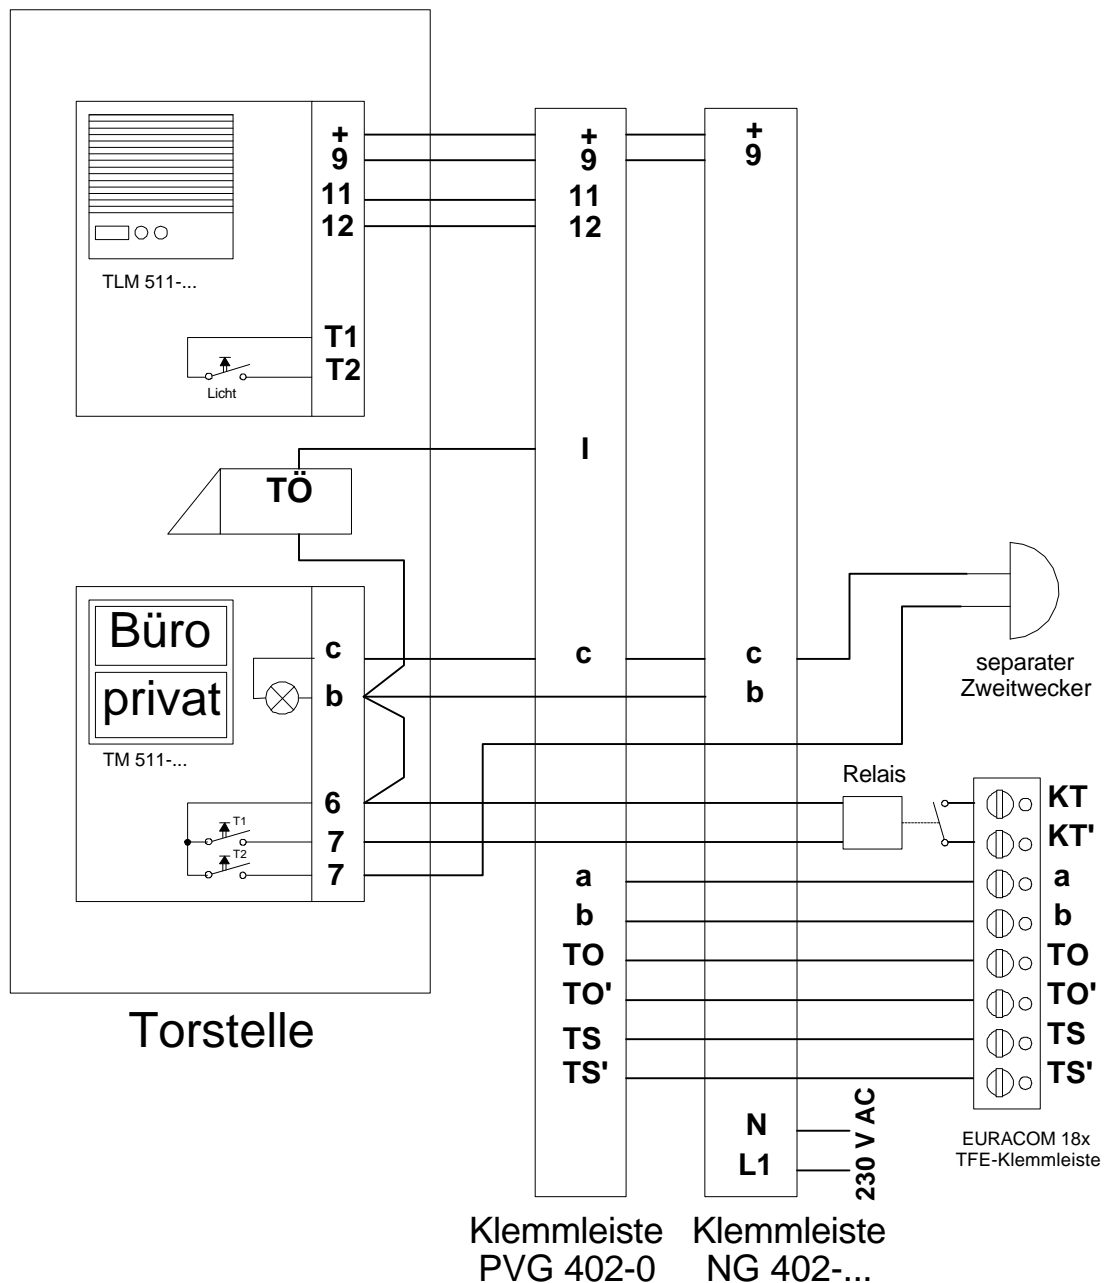 +
9
11
12
TLM 511-...
T1
T2
Licht
TÖ
Büro
privat
TM 511-...
c
b
6
T1
7
T2
7
Torstelle
+
9
11
12
I
c
a
b
TO
TO'
TS
TS'
Klemmleiste
PVG 402-0
+
9
c
b
N
L1
230 V AC
Klemmleiste
NG 402-...
separater
Zweitwecker
Relais
KT
KT'
a
b
TO
TO'
TS
TS'
EURACOM 18x
TFE-Klemmleiste